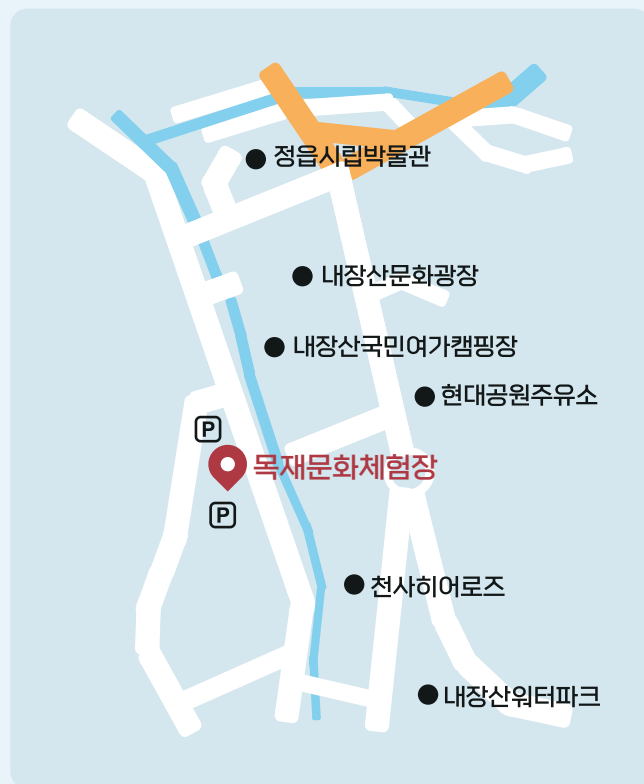 정읍시립박물관
내장산문화광장
내장산국민여가캠핑장
현대공원주유소
P
목재문화체험장
P
천사히어로즈
내장산워터파크